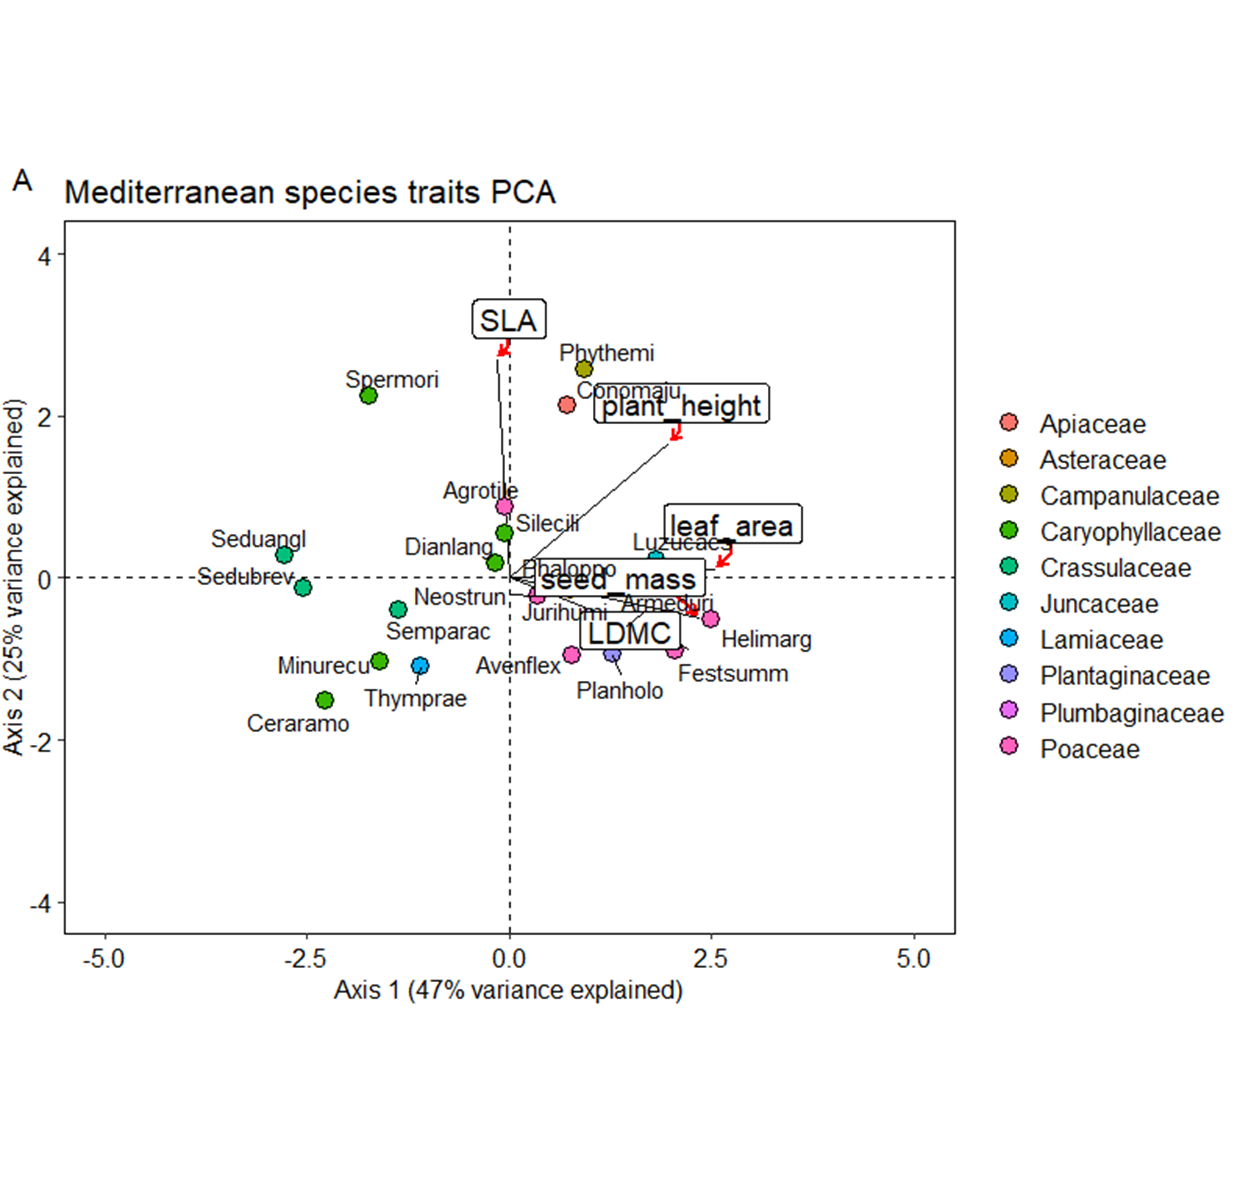 A
Mediterranean species traits PCA
4
2
0
-2
-4
Axis 2 (25% variance explained)
SLA
Phythemi
Spermori
Conomaju
plant_height
Agrotile
Silecili
leaf_area
Seduangl
Dianlang
Luzucaes
Sedubrev
Phaloppo
seed_mass
Neostrun
Jurihumi
Armeduri
Semparac
LDMC
Helimarg
Minurecu
Avenflex
Festsumm
Thymprae
Planholo
Ceraramo
-5.0
-2.5
0.0
2.5
5.0
Axis 1 (47% variance explained)
Apiaceae
Asteraceae
Campanulaceae
Caryophyllaceae
Crassulaceae
Juncaceae
Lamiaceae
Plantaginaceae
Plumbaginaceae
Poaceae